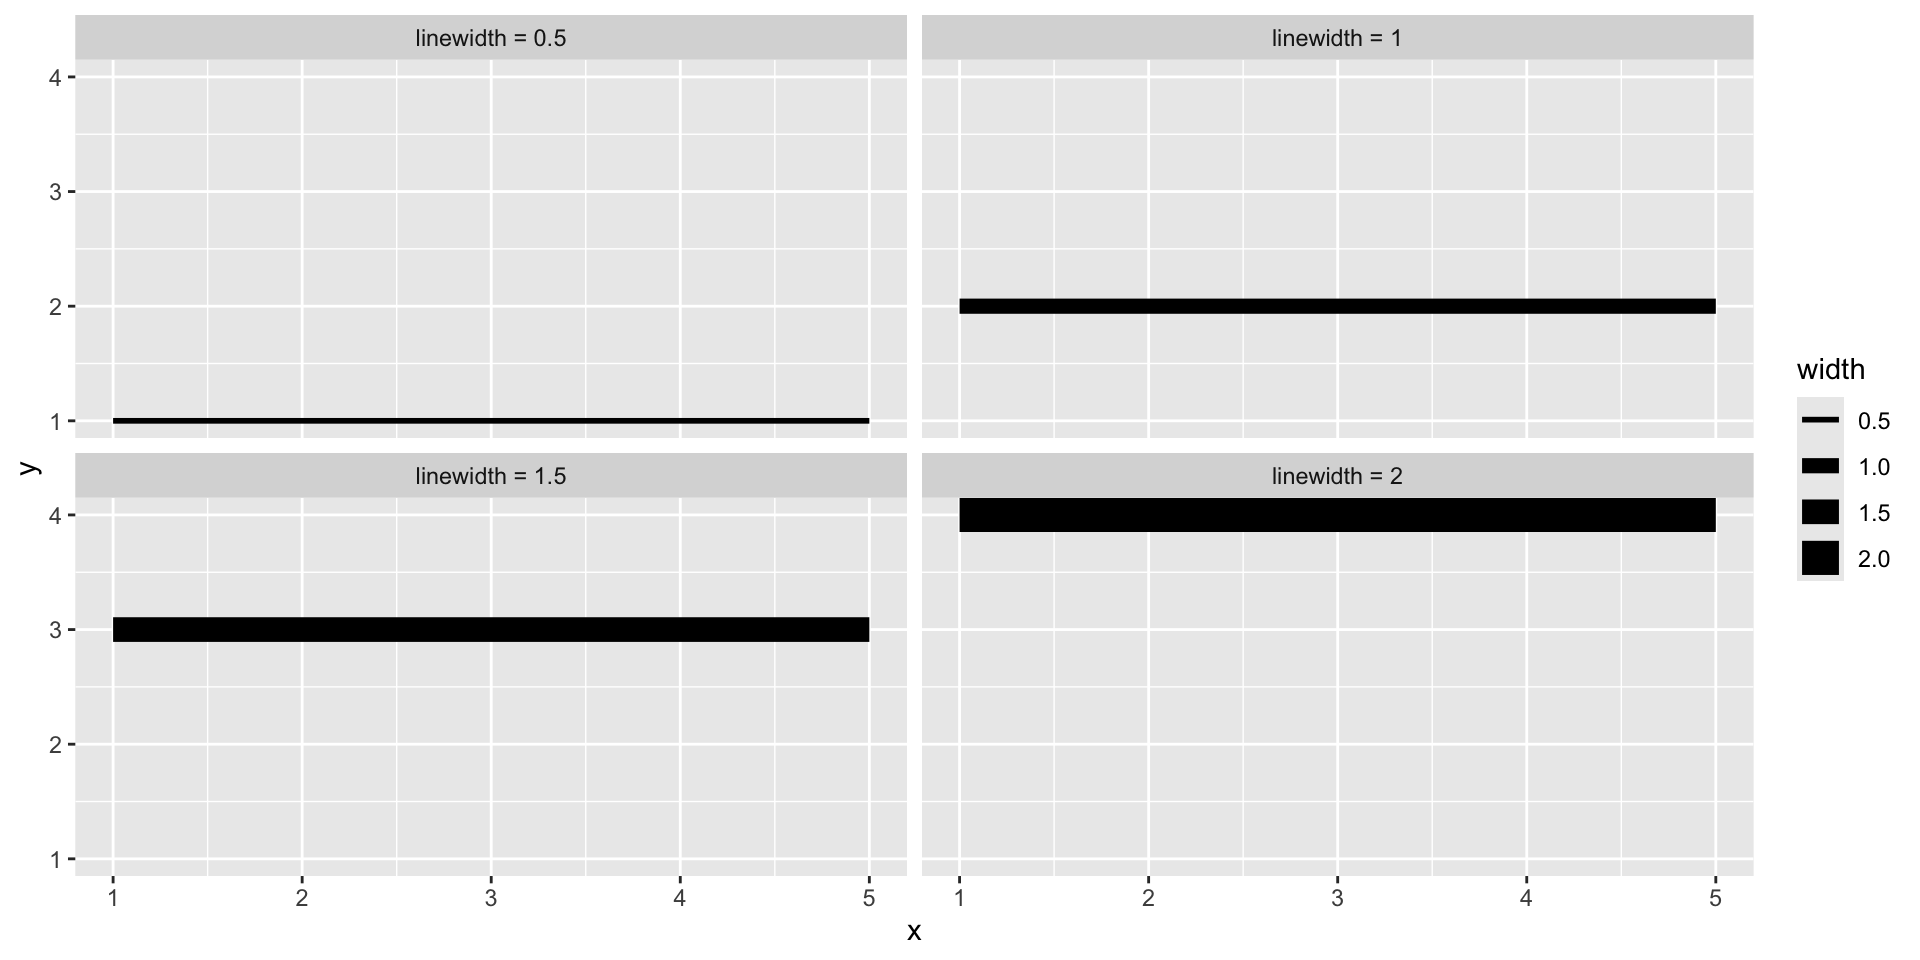 linewidth = 0.5
linewidth = 1
4
3
2
1
linewidth = 1.5
linewidth = 2
4
3
2
1
1 2 3 4 5
1 2 3 4 5
x
y
width
0.5
1.0
1.5
2.0